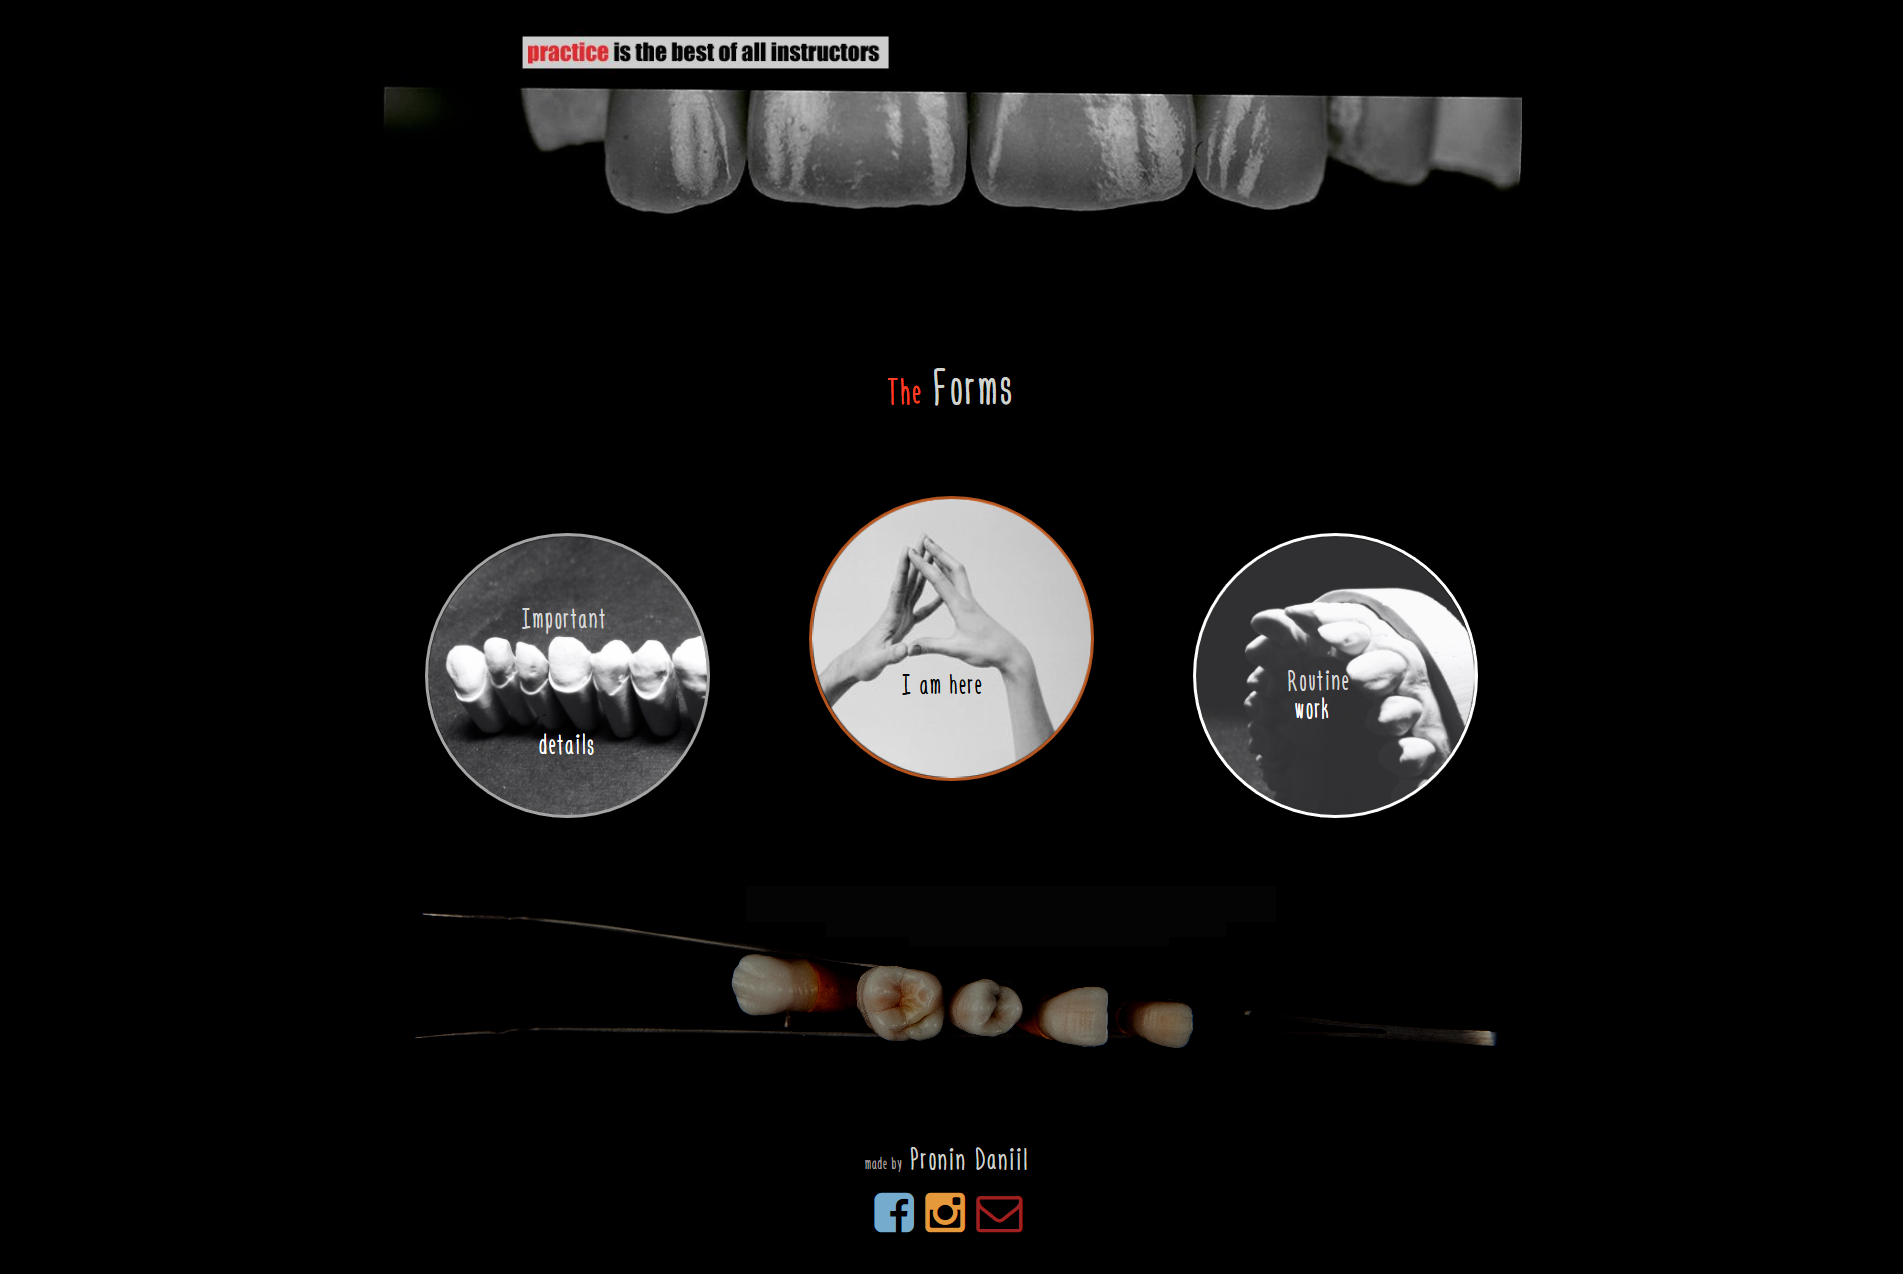 practice is the best of all instructors
The Forms
Important
details
I am here
Routine
work
made by Pronin Daniil